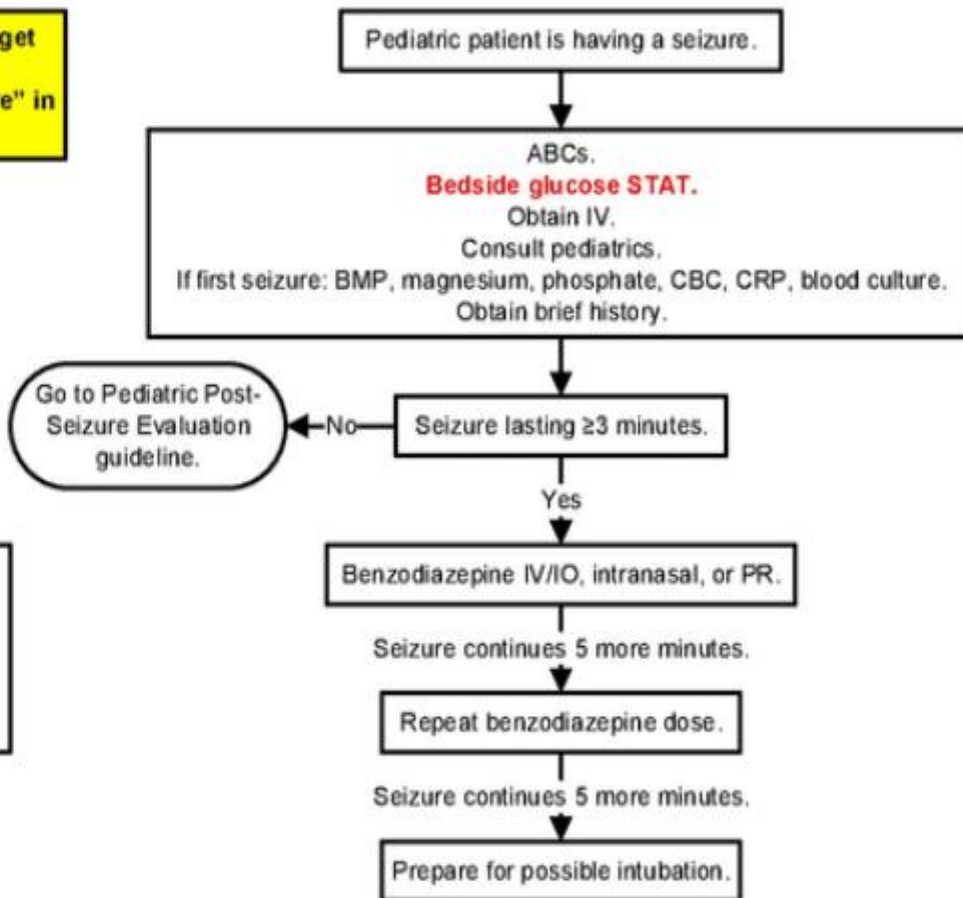 get
e" in
Pediatric patient is having a seizure.
ABCs.
Bedside glucose STAT.
Obtain IV.
Consult pediatrics.
If first seizure: BMP, magnesium, phosphate, CBC, CRP, blood culture.
Obtain brief history.
Go to Pediatric Post-
Seizure Evaluation
guideline.
No
Seizure lasting ≥3 minutes.
Yes
Benzodiazepine IV/IO, intranasal, or PR.
Seizure continues 5 more minutes.
Repeat benzodiazepine dose.
Seizure continues 5 more minutes.
Prepare for possible intubation.